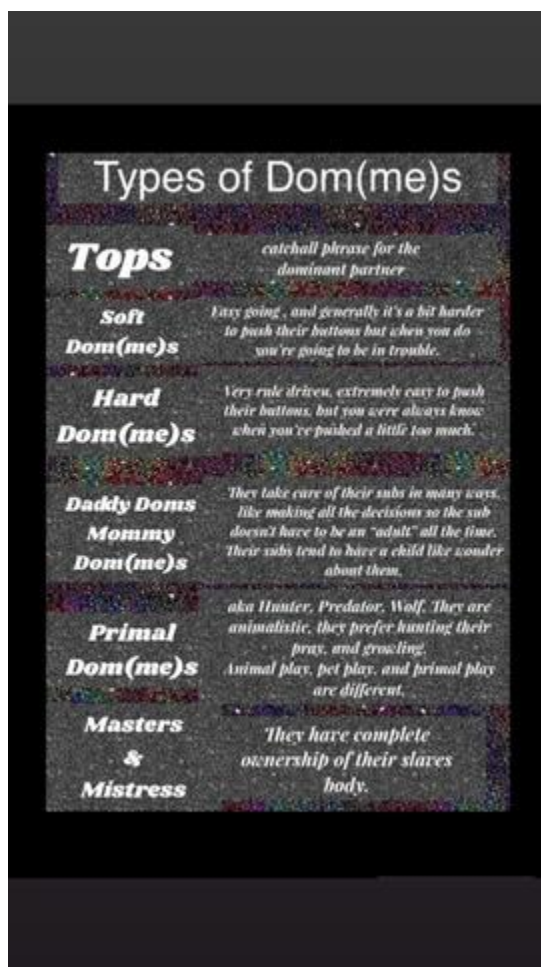 Types of Dom(me)s
Tops
catchall phrase for the
dominant partner
Soft
Dom(me)s
Easy going , and generally it's a bit harder
to push their buttons but when you do
you're going to be in trouble.
Hard
Dom(me)s
Very rule driven, extremely easy to push
their buttons, but you were always know
when you've pushed a little too much.
Daddy Doms
Mommy
Dom(me)s
They take care of their subs in many ways,
like making all the decisions so the sub
doesn't have to be an "adult" all the time.
Their subs tend to have a child like wonder
about them.
Primal
Dom(me)s
aka Hunter, Predator, Wolf. They are
animalistic, they prefer hunting their
pray, and growling.
Animal play, pet play, and primal play
are different.
Masters
&
Mistress
They have complete
ownership of their slaves
body.